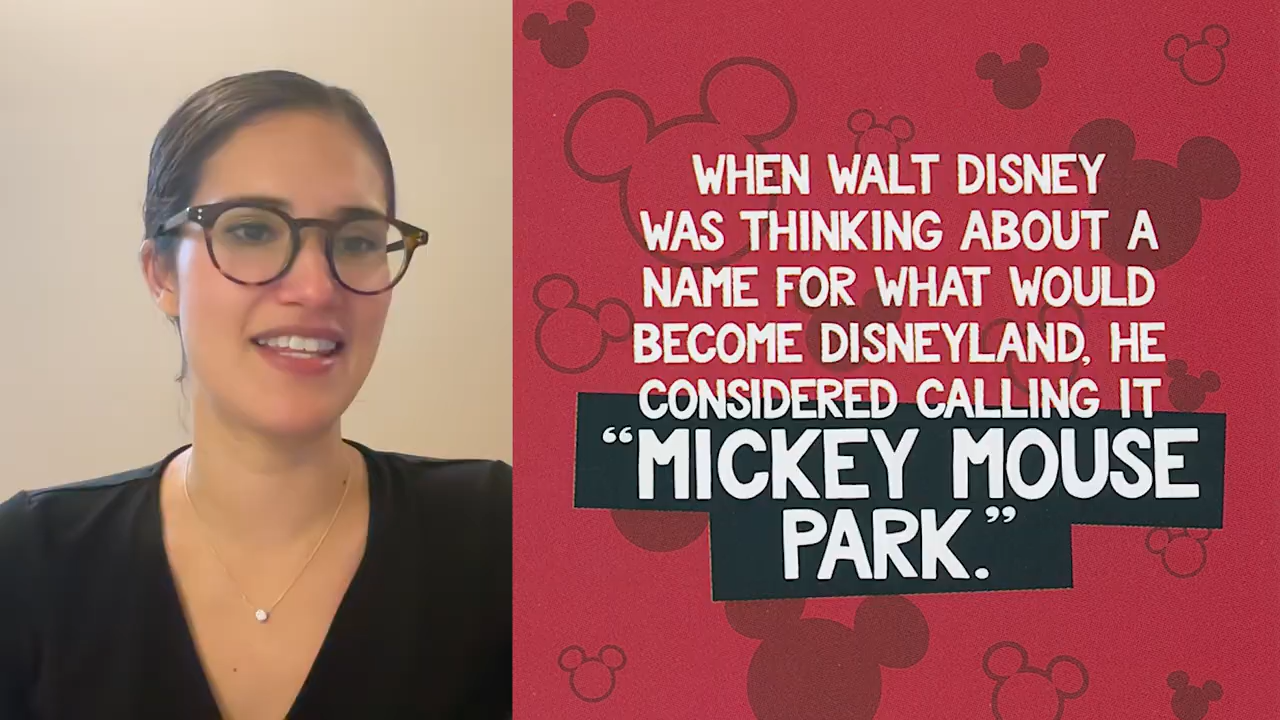 WHEN WALT DISNEY
WAS THINKING ABOUT A
NAME FOR WHAT WOULD
BECOME DISNEYLAND, HE
CONSIDERED CALLING IT
“MICKEY MOUSE
PARK.”